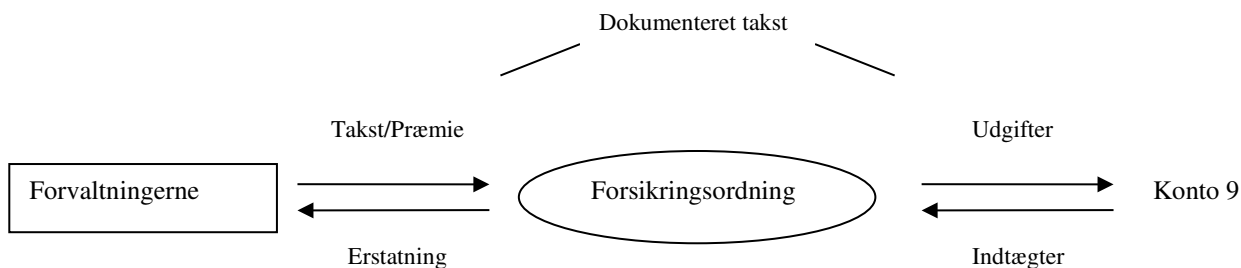 Dokumenteret takst
Takst/Præmie
Udgifter
Forvaltningerne
Forsikringsordning
Konto 9
Erstatning
Indtægter